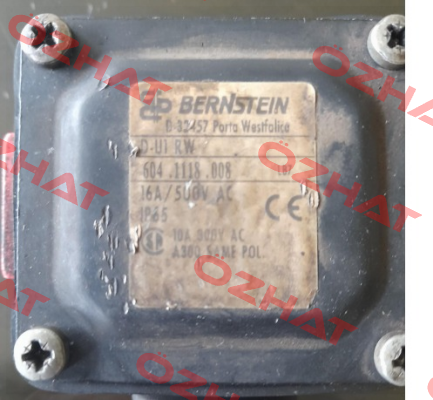 BERNSTEIN
D-32457 Porta Westfalica
D-U1 RW
604.1118.008
16A/500V AC
IP65
CE
10A 300V AC
A300 SAME POL.
OZHAT
OZHAT
OZHAT
OZHAT
OZHAT